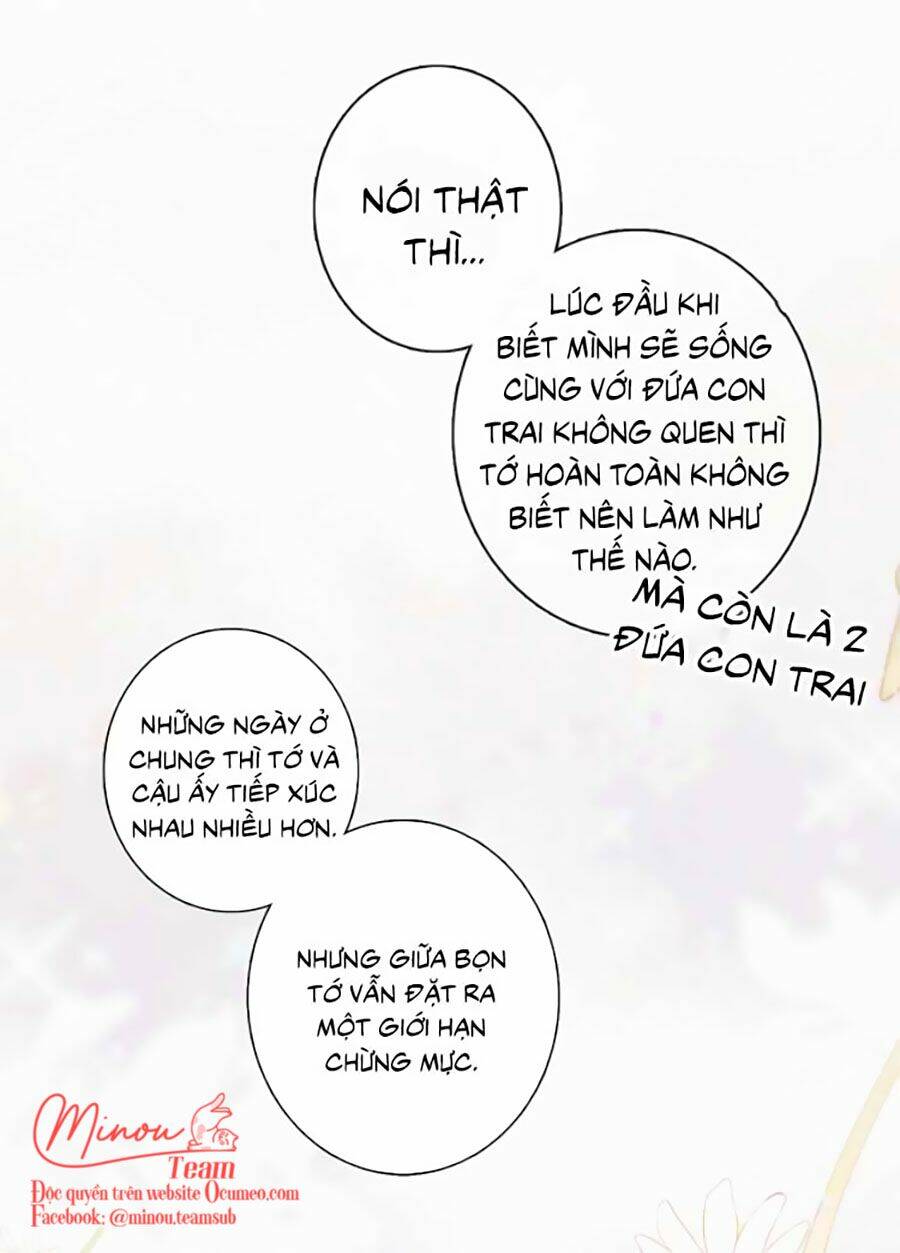 NÓI THẬT
THÌ...
LÚC ĐẦU KHI
BIẾT MÌNH SẼ SỐNG
CÙNG VỚI ĐỨA CON
TRAI KHÔNG QUEN THÌ
TỚ HOÀN TOÀN KHÔNG
BIẾT NÊN LÀM NHƯ
THẾ NÀO.
MÀ CÒN LÀ 2
ĐỨA CON TRAI
NHỮNG NGÀY Ở
CHUNG THÌ TỚ VÀ
CẬU ẤY TIẾP XÚC
NHAU NHIỀU HƠN.
NHƯNG GIỮA BỌN
TỚ VẪN ĐẶT RA
MỘT GIỚI HẠN
CHỪNG MỰC.
Minou
Team
Độc quyền trên website Ocumeo.com
Facebook: @minou.teamsub